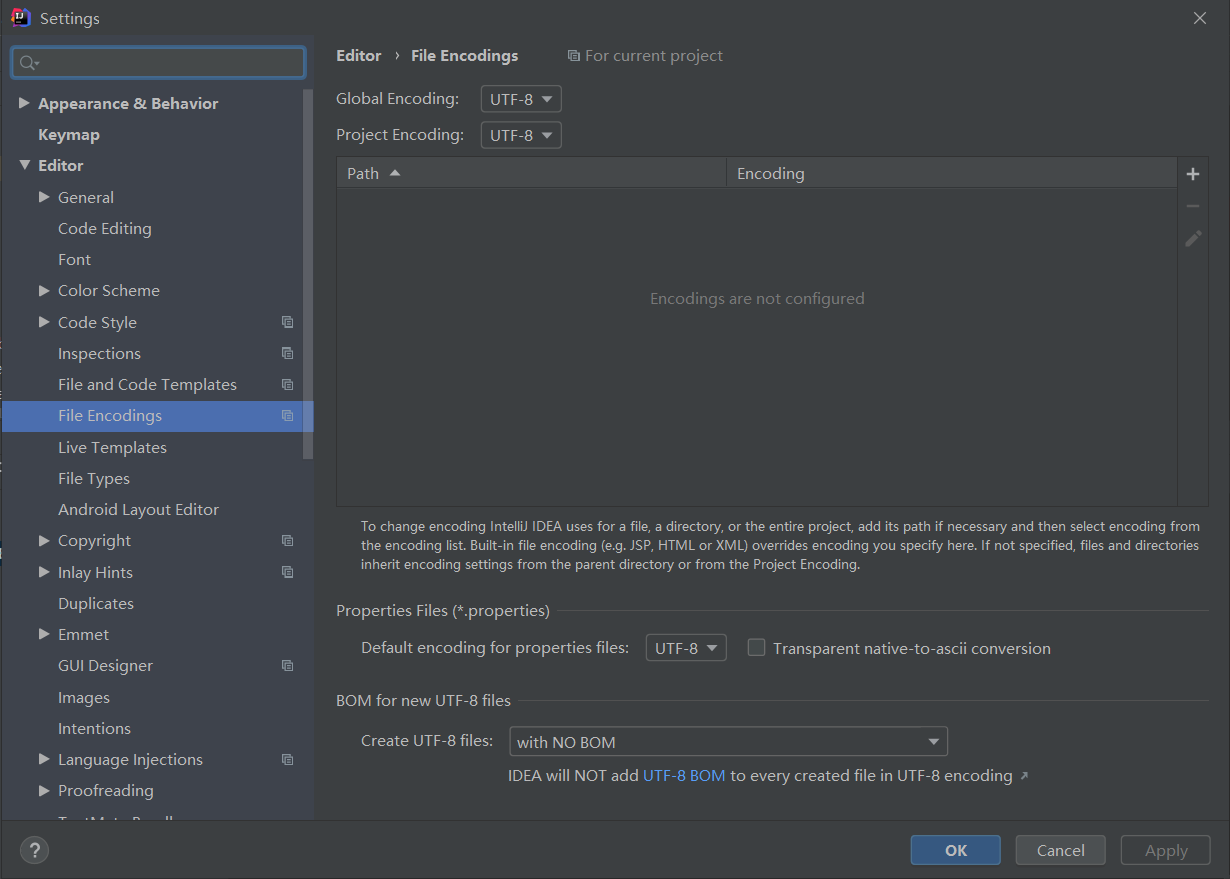 Settings
Appearance & Behavior
Keymap
Editor
General
Code Editing
Font
Color Scheme
Code Style
Inspections
File and Code Templates
File Encodings
Live Templates
File Types
Android Layout Editor
Copyright
Inlay Hints
Duplicates
Emmet
GUI Designer
Images
Intentions
Language Injections
Proofreading
Editor › File Encodings For current project
Global Encoding: UTF-8
Project Encoding: UTF-8
Path Encoding
Encodings are not configured
To change encoding IntelliJ IDEA uses for a file, a directory, or the entire project, add its path if necessary and then select encoding from
the encoding list. Built-in file encoding (e.g. JSP, HTML or XML) overrides encoding you specify here. If not specified, files and directories
inherit encoding settings from the parent directory or from the Project Encoding.
Properties Files (*.properties)
Default encoding for properties files: UTF-8 Transparent native-to-ascii conversion
BOM for new UTF-8 files
Create UTF-8 files: with NO BOM
IDEA will NOT add UTF-8 BOM to every created file in UTF-8 encoding ↗
? OK Cancel Apply